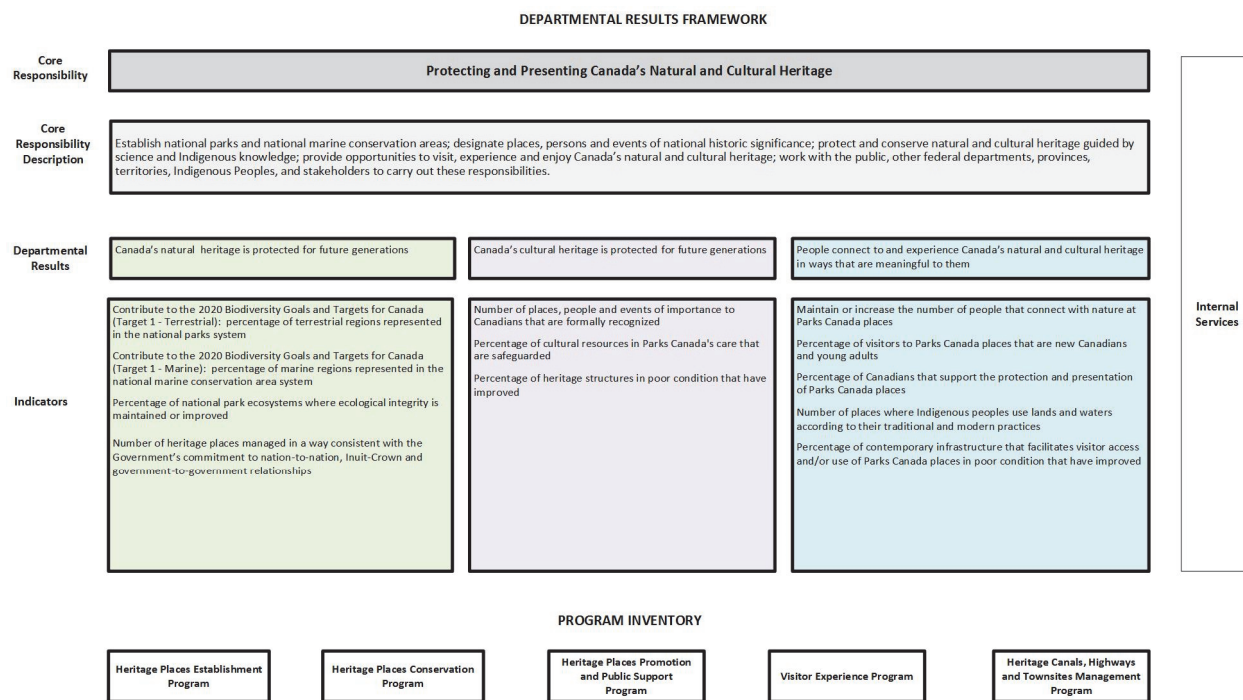 DEPARTMENTAL RESULTS FRAMEWORK
Core
Responsibility
Protecting and Presenting Canada's Natural and Cultural Heritage
Core
Responsibility
Description
Establish national parks and national marine conservation areas; designate places, persons and events of national historic significance; protect and conserve natural and cultural heritage guided by
science and Indigenous knowledge; provide opportunities to visit, experience and enjoy Canada's natural and cultural heritage; work with the public, other federal departments, provinces,
territories, Indigenous Peoples, and stakeholders to carry out these responsibilities.
Departmental
Results
Canada's natural heritage is protected for future generations
Canada's cultural heritage is protected for future generations
People connect to and experience Canada's natural and cultural heritage
in ways that are meaningful to them
Indicators
Contribute to the 2020 Biodiversity Goals and Targets for Canada
(Target 1 - Terrestrial): percentage of terrestrial regions represented
in the national parks system
Contribute to the 2020 Biodiversity Goals and Targets for Canada
(Target 1 - Marine): percentage of marine regions represented in the
national marine conservation area system
Percentage of national park ecosystems where ecological integrity is
maintained or improved
Number of heritage places managed in a way consistent with the
Government's commitment to nation-to-nation, Inuit-Crown and
government-to-government relationships
Number of places, people and events of importance to
Canadians that are formally recognized
Percentage of cultural resources in Parks Canada's care that
are safeguarded
Percentage of heritage structures in poor condition that have
improved
Maintain or increase the number of people that connect with nature at
Parks Canada places
Percentage of visitors to Parks Canada places that are new Canadians
and young adults
Percentage of Canadians that support the protection and presentation
of Parks Canada places
Number of places where Indigenous peoples use lands and waters
according to their traditional and modern practices
Percentage of contemporary infrastructure that facilitates visitor access
and/or use of Parks Canada places in poor condition that have improved
Internal
Services
PROGRAM INVENTORY
Heritage Places Establishment
Program
Heritage Places Conservation
Program
Heritage Places Promotion
and Public Support
Program
Visitor Experience Program
Heritage Canals, Highways
and Townsites Management
Program